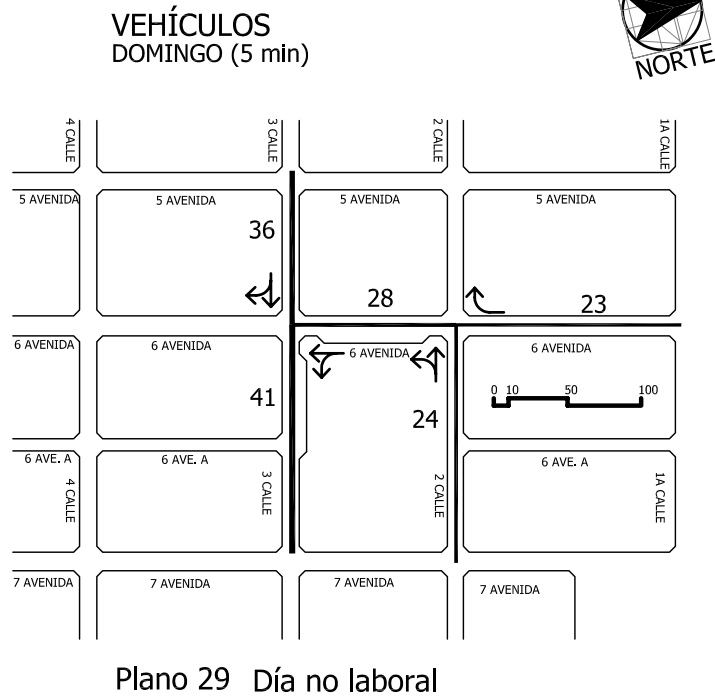 VEHÍCULOS
DOMINGO (5 min)
NORTE
4 CALLE
3 CALLE
2 CALLE
1A CALLE
5 AVENIDA
5 AVENIDA
5 AVENIDA
5 AVENIDA
36
28
23
6 AVENIDA
6 AVENIDA
6 AVENIDA
6 AVENIDA
0 10 50 100
41
24
6 AVE. A
6 AVE. A
6 AVE. A
4 CALLE
3 CALLE
2 CALLE
1A CALLE
7 AVENIDA
7 AVENIDA
7 AVENIDA
7 AVENIDA
Plano 29 Día no laboral